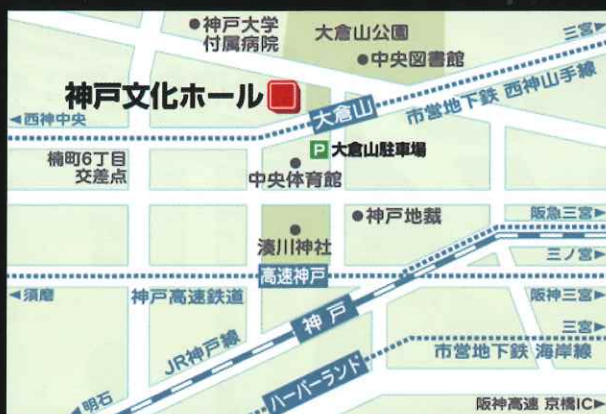 神戸大学
付属病院
大倉山公園
三宮▶
中央図書館
神戸文化ホール
大倉山
市営地下鉄 西神山手線
◀西神中央
P 大倉山駐車場
楠町6丁目
交差点
中央体育館
神戸地裁
阪急三宮▶
湊川神社
三ノ宮▶
高速神戸
◀須磨
神戸高速鉄道
神戸
阪神三宮▶
三宮▶
JR神戸線
市営地下鉄 海岸線
ハーバーランド
◀明石
阪神高速 京橋IC▶